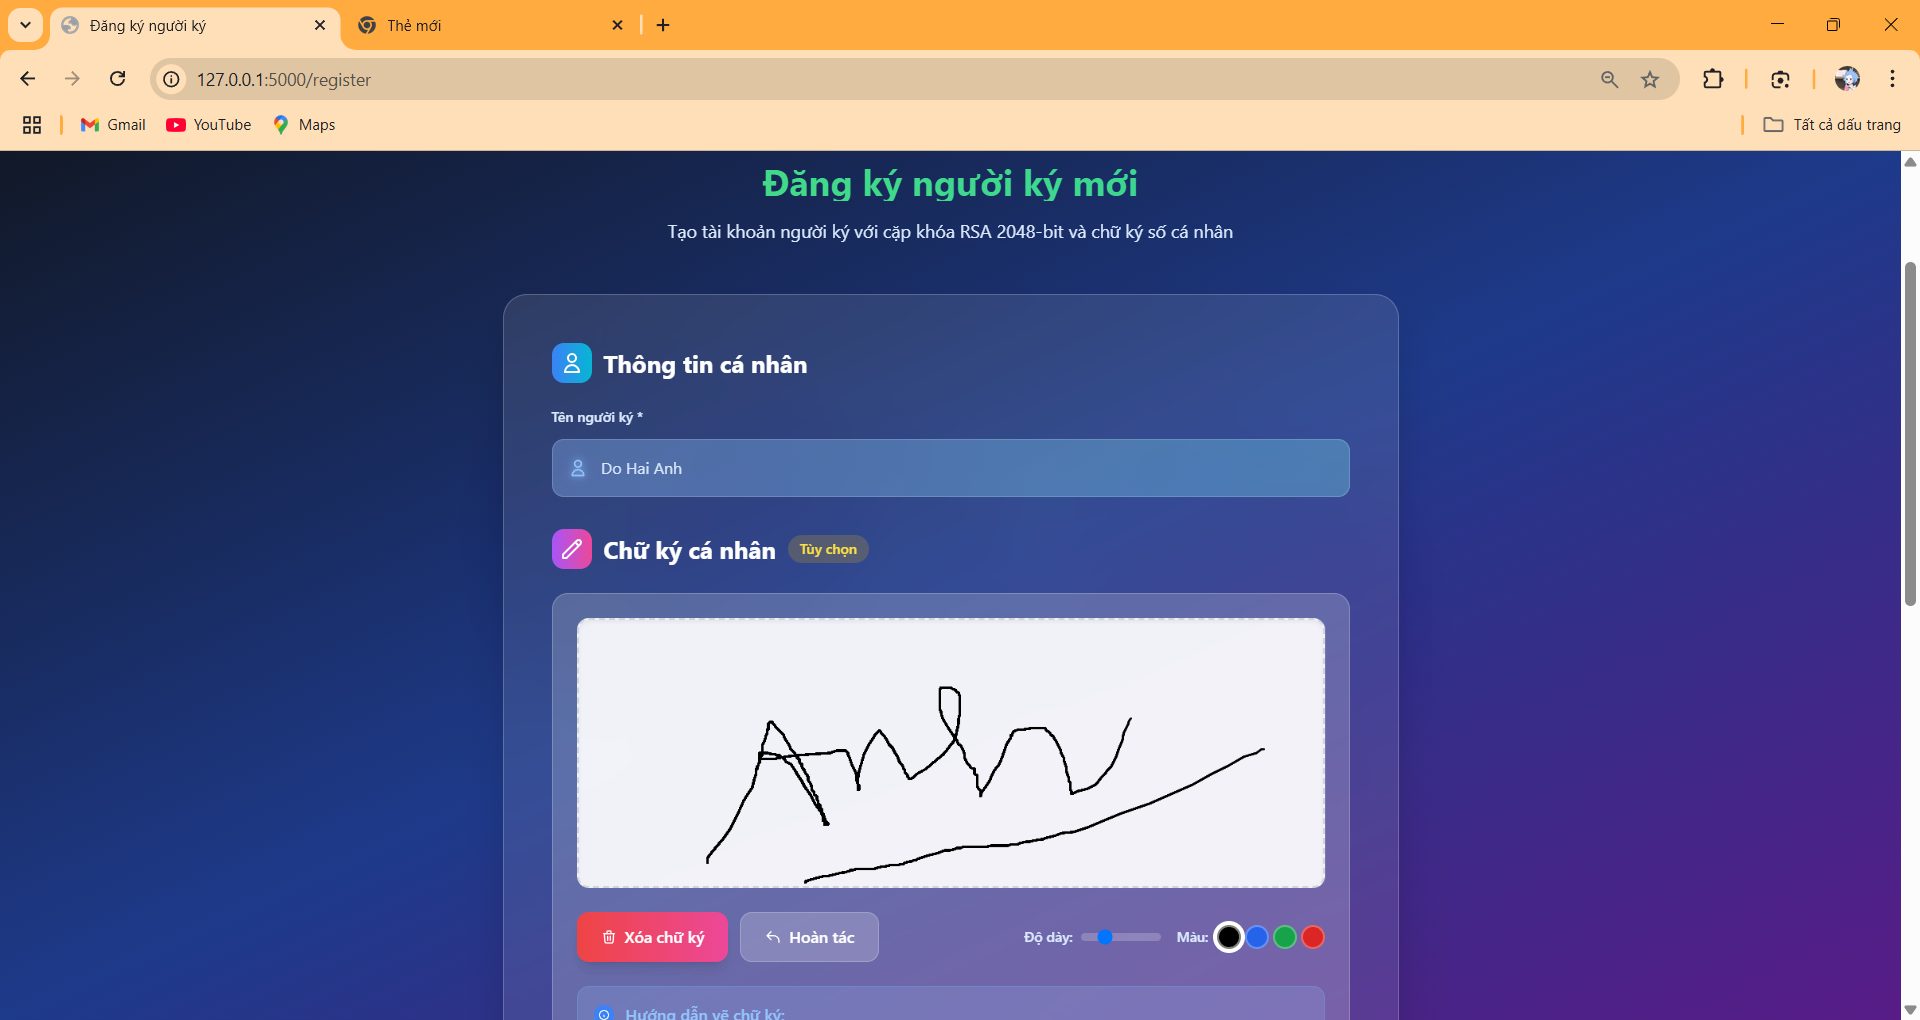 Đăng ký người ký
Thẻ mới
127.0.0.1:5000/register
Gmail
YouTube
Maps
Tất cả dấu trang
Đăng ký người ký mới
Tạo tài khoản người ký với cặp khóa RSA 2048-bit và chữ ký số cá nhân
Thông tin cá nhân
Tên người ký *
Do Hai Anh
Chữ ký cá nhân
Tùy chọn
Xóa chữ ký
Hoàn tác
Độ dày:
Màu:
Hướng dẫn vẽ chữ ký: